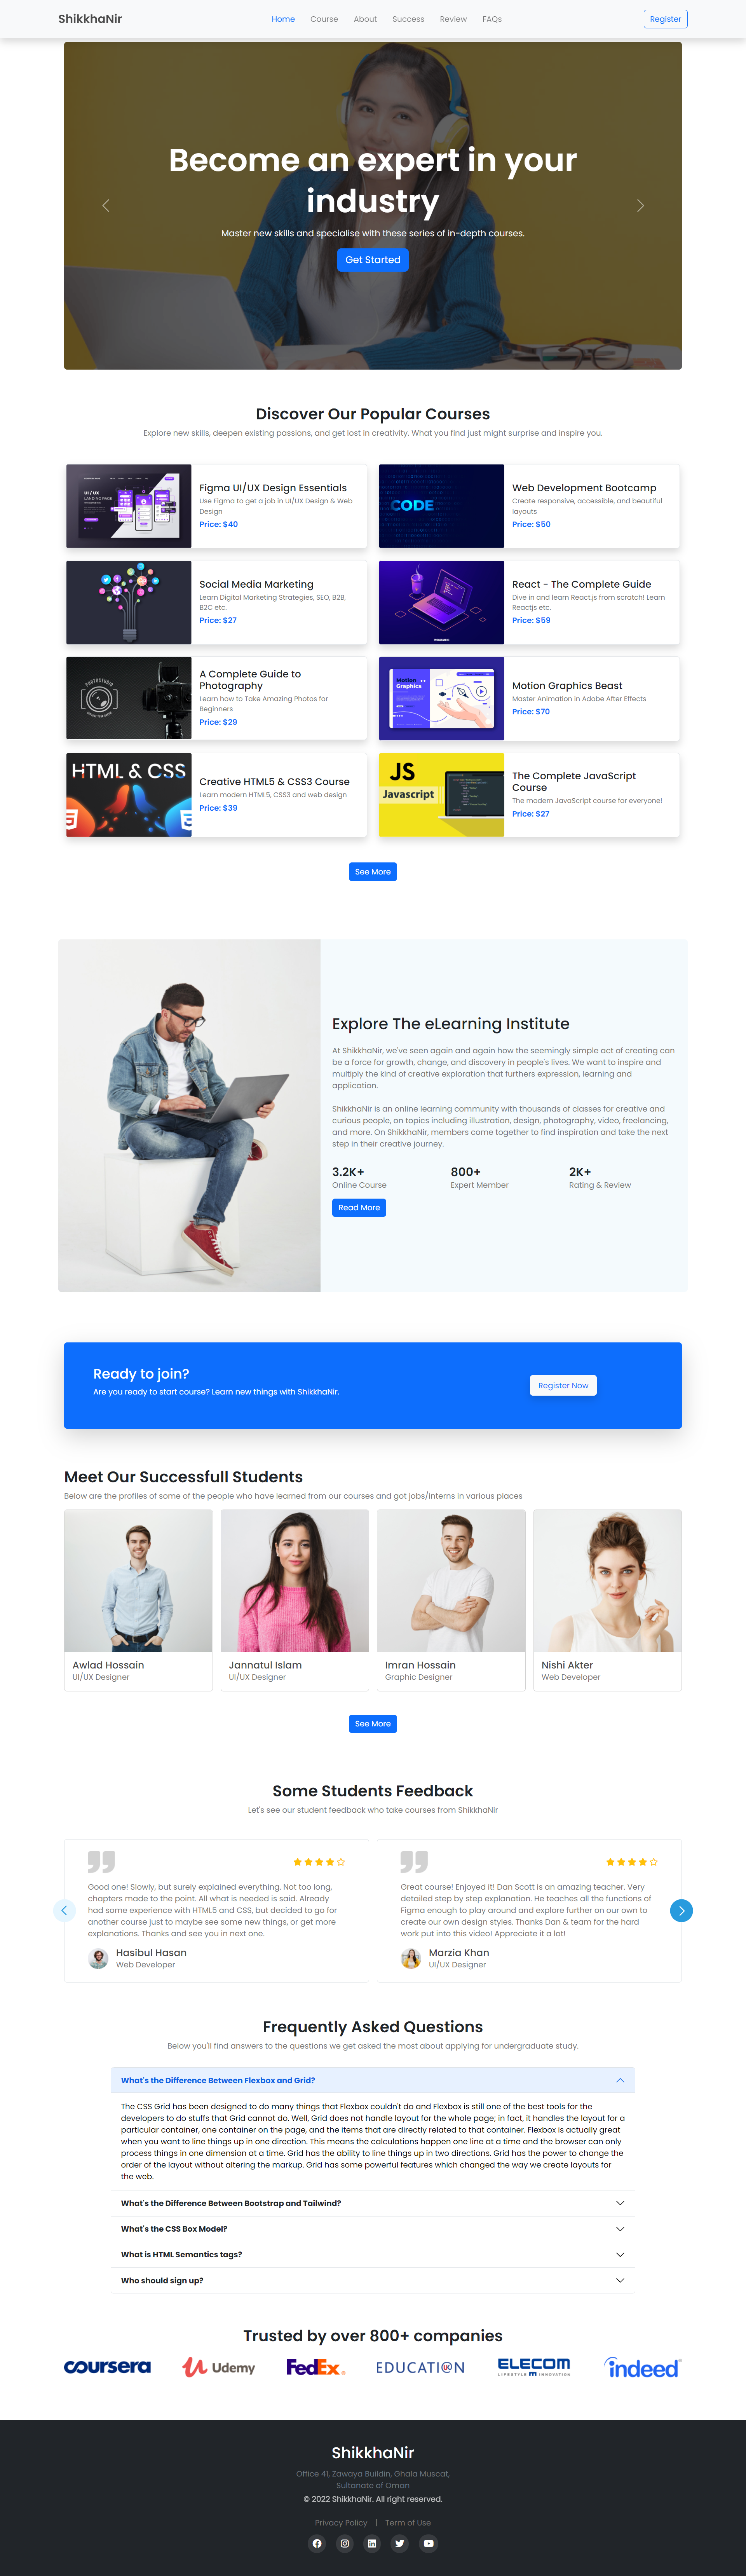 ShikkhaNir
Home Course About Success Review FAQs
Register
Become an expert in your
industry
Master new skills and specialise with these series of in-depth courses.
Get Started
Discover Our Popular Courses
Explore new skills, deepen existing passions, and get lost in creativity. What you find just might surprise and inspire you.
UI / UX
LANDING PAGE
Figma UI/UX Design Essentials
Use Figma to get a job in UI/UX Design & Web
Design
Price: $40
CODE
Web Development Bootcamp
Create responsive, accessible, and beautiful
layouts
Price: $50
Social Media Marketing
Learn Digital Marketing Strategies, SEO, B2B,
B2C etc.
Price: $27
React - The Complete Guide
Dive in and learn React.js from scratch! Learn
Reactjs etc.
Price: $59
PHOTOSTUDIO
A Complete Guide to
Photography
Learn how to Take Amazing Photos for
Beginners
Price: $29
Motion
Graphics
Motion Graphics Beast
Master Animation in Adobe After Effects
Price: $70
HTML & CSS
Creative HTML5 & CSS3 Course
Learn modern HTML5, CSS3 and web design
Price: $39
JS
Javascript
The Complete JavaScript
Course
The modern JavaScript course for everyone!
Price: $27
See More
Explore The eLearning Institute
At ShikkhaNir, we've seen again and again how the seemingly simple act of creating can
be a force for growth, change, and discovery in people's lives. We want to inspire and
multiply the kind of creative exploration that furthers expression, learning and
application.
ShikkhaNir is an online learning community with thousands of classes for creative and
curious people, on topics including illustration, design, photography, video, freelancing,
and more. On ShikkhaNir, members come together to find inspiration and take the next
step in their creative journey.
3.2K+
Online Course
800+
Expert Member
2K+
Rating & Review
Read More
Ready to join?
Are you ready to start course? Learn new things with ShikkhaNir.
Register Now
Meet Our Successfull Students
Below are the profiles of some of the people who have learned from our courses and got jobs/interns in various places
Awlad Hossain
UI/UX Designer
Jannatul Islam
UI/UX Designer
Imran Hossain
Graphic Designer
Nishi Akter
Web Developer
See More
Some Students Feedback
Let's see our student feedback who take courses from ShikkhaNir
Good one! Slowly, but surely explained everything. Not too long,
chapters made to the point. All what is needed is said. Already
had some experience with HTML5 and CSS, but decided to go for
another course just to maybe see some new things, or get more
explanations. Thanks and see you in next one.
Hasibul Hasan
Web Developer
Great course! Enjoyed it! Dan Scott is an amazing teacher. Very
detailed step by step explanation. He teaches all the functions of
Figma enough to play around and explore further on our own to
create our own design styles. Thanks Dan & team for the hard
work put into this video! Appreciate it a lot!
Marzia Khan
UI/UX Designer
Frequently Asked Questions
Below you'll find answers to the questions we get asked the most about applying for undergraduate study.
What's the Difference Between Flexbox and Grid?
The CSS Grid has been designed to do many things that Flexbox couldn't do and Flexbox is still one of the best tools for the
developers to do stuffs that Grid cannot do. Well, Grid does not handle layout for the whole page; in fact, it handles the layout for a
particular container, one container on the page, and the items that are directly related to that container. Flexbox is actually great
when you want to line things up in one direction. This means the calculations happen one line at a time and the browser can only
process things in one dimension at a time. Grid has the ability to line things up in two directions. Grid has the power to change the
order of the layout without altering the markup. Grid has some powerful features which changed the way we create layouts for
the web.
What's the Difference Between Bootstrap and Tailwind?
What's the CSS Box Model?
What is HTML Semantics tags?
Who should sign up?
Trusted by over 800+ companies
coursera
Udemy
FedEx
EDUCATION UK
ELECOM
LIFESTYLE INNOVATION
indeed
ShikkhaNir
Office 41, Zawaya Buildin, Ghala Muscat,
Sultanate of Oman
© 2022 ShikkhaNir. All right reserved.
Privacy Policy | Term of Use